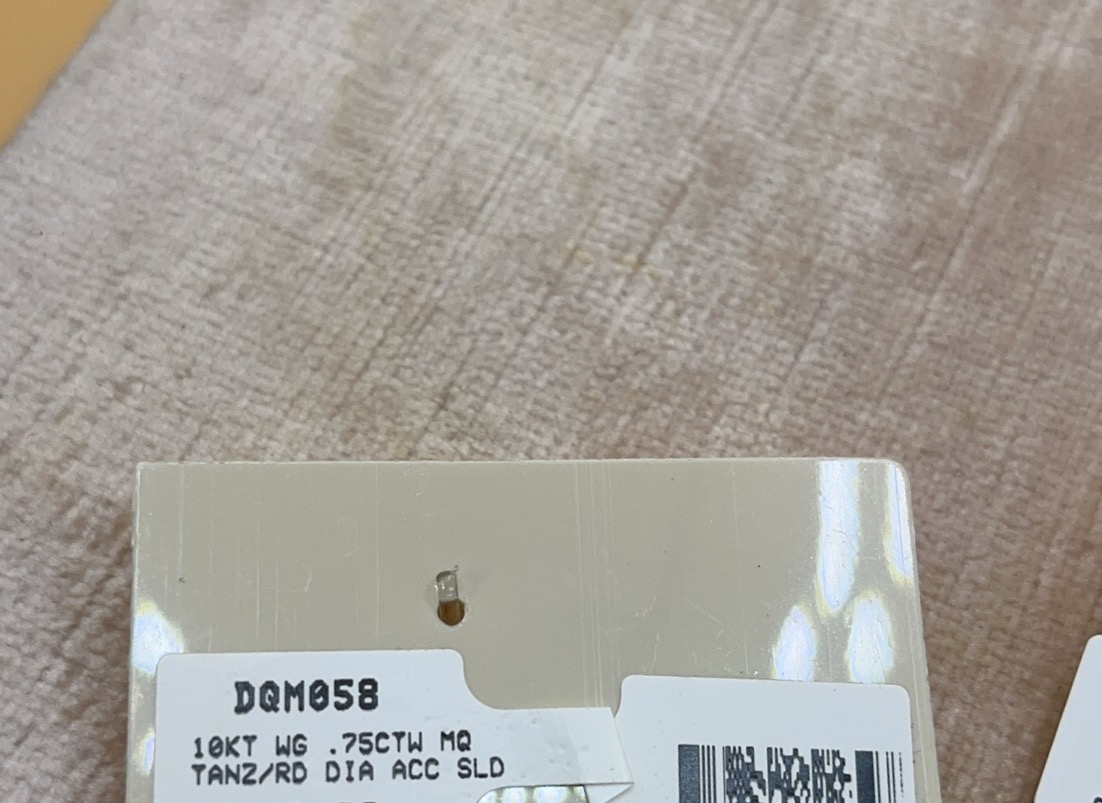 DQM058
10KT WG .75CTW MQ
TANZ/RD DIA ACC SLD